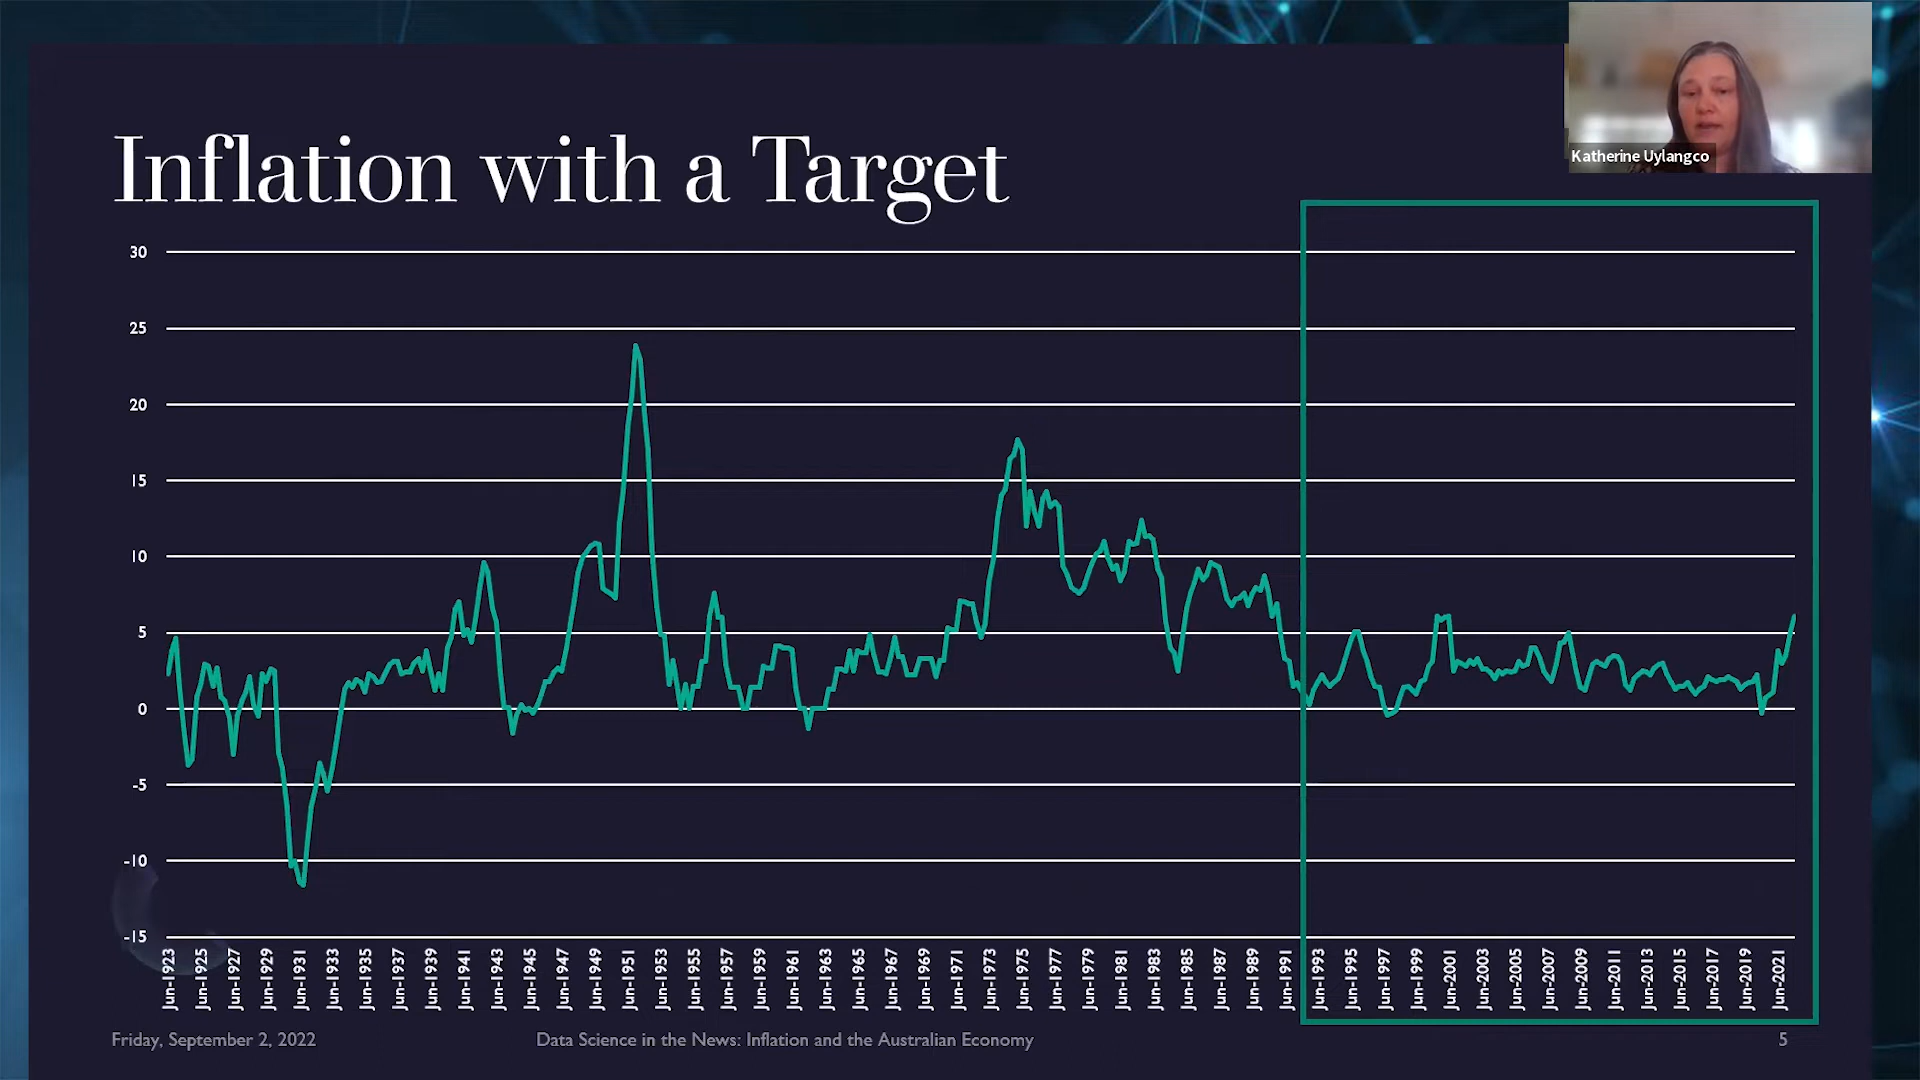 Katherine Uylangco
Inflation with a Target
30
25
20
15
10
5
0
-5
-10
-15
Jun-1923
Jun-1925
Jun-1927
Jun-1929
Jun-1931
Jun-1933
Jun-1935
Jun-1937
Jun-1939
Jun-1941
Jun-1943
Jun-1945
Jun-1947
Jun-1949
Jun-1951
Jun-1953
Jun-1955
Jun-1957
Jun-1959
Jun-1961
Jun-1963
Jun-1965
Jun-1967
Jun-1969
Jun-1971
Jun-1973
Jun-1975
Jun-1977
Jun-1979
Jun-1981
Jun-1983
Jun-1985
Jun-1987
Jun-1989
Jun-1991
Jun-1993
Jun-1995
Jun-1997
Jun-1999
Jun-2001
Jun-2003
Jun-2005
Jun-2007
Jun-2009
Jun-2011
Jun-2013
Jun-2015
Jun-2017
Jun-2019
Jun-2021
Friday, September 2, 2022
Data Science in the News: Inflation and the Australian Economy
5